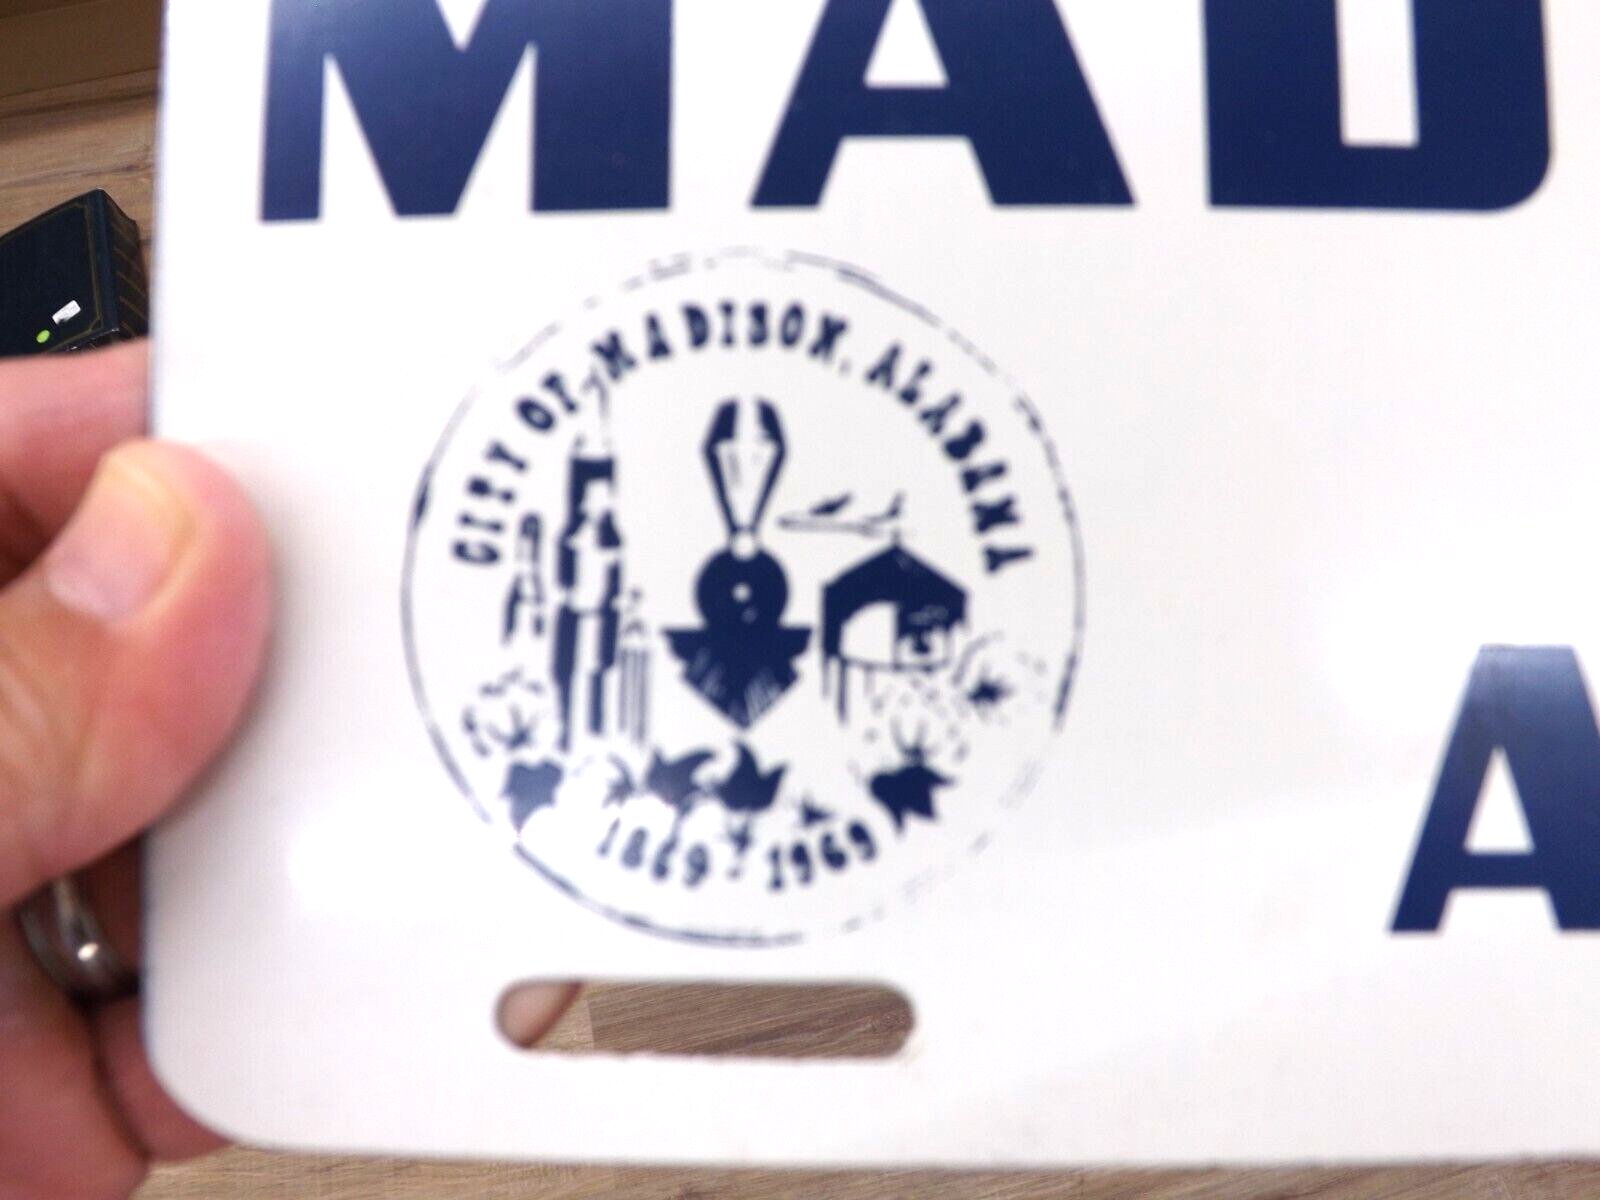 MAD
CITY OF MADISON, ALABAMA
1869 - 1969
A